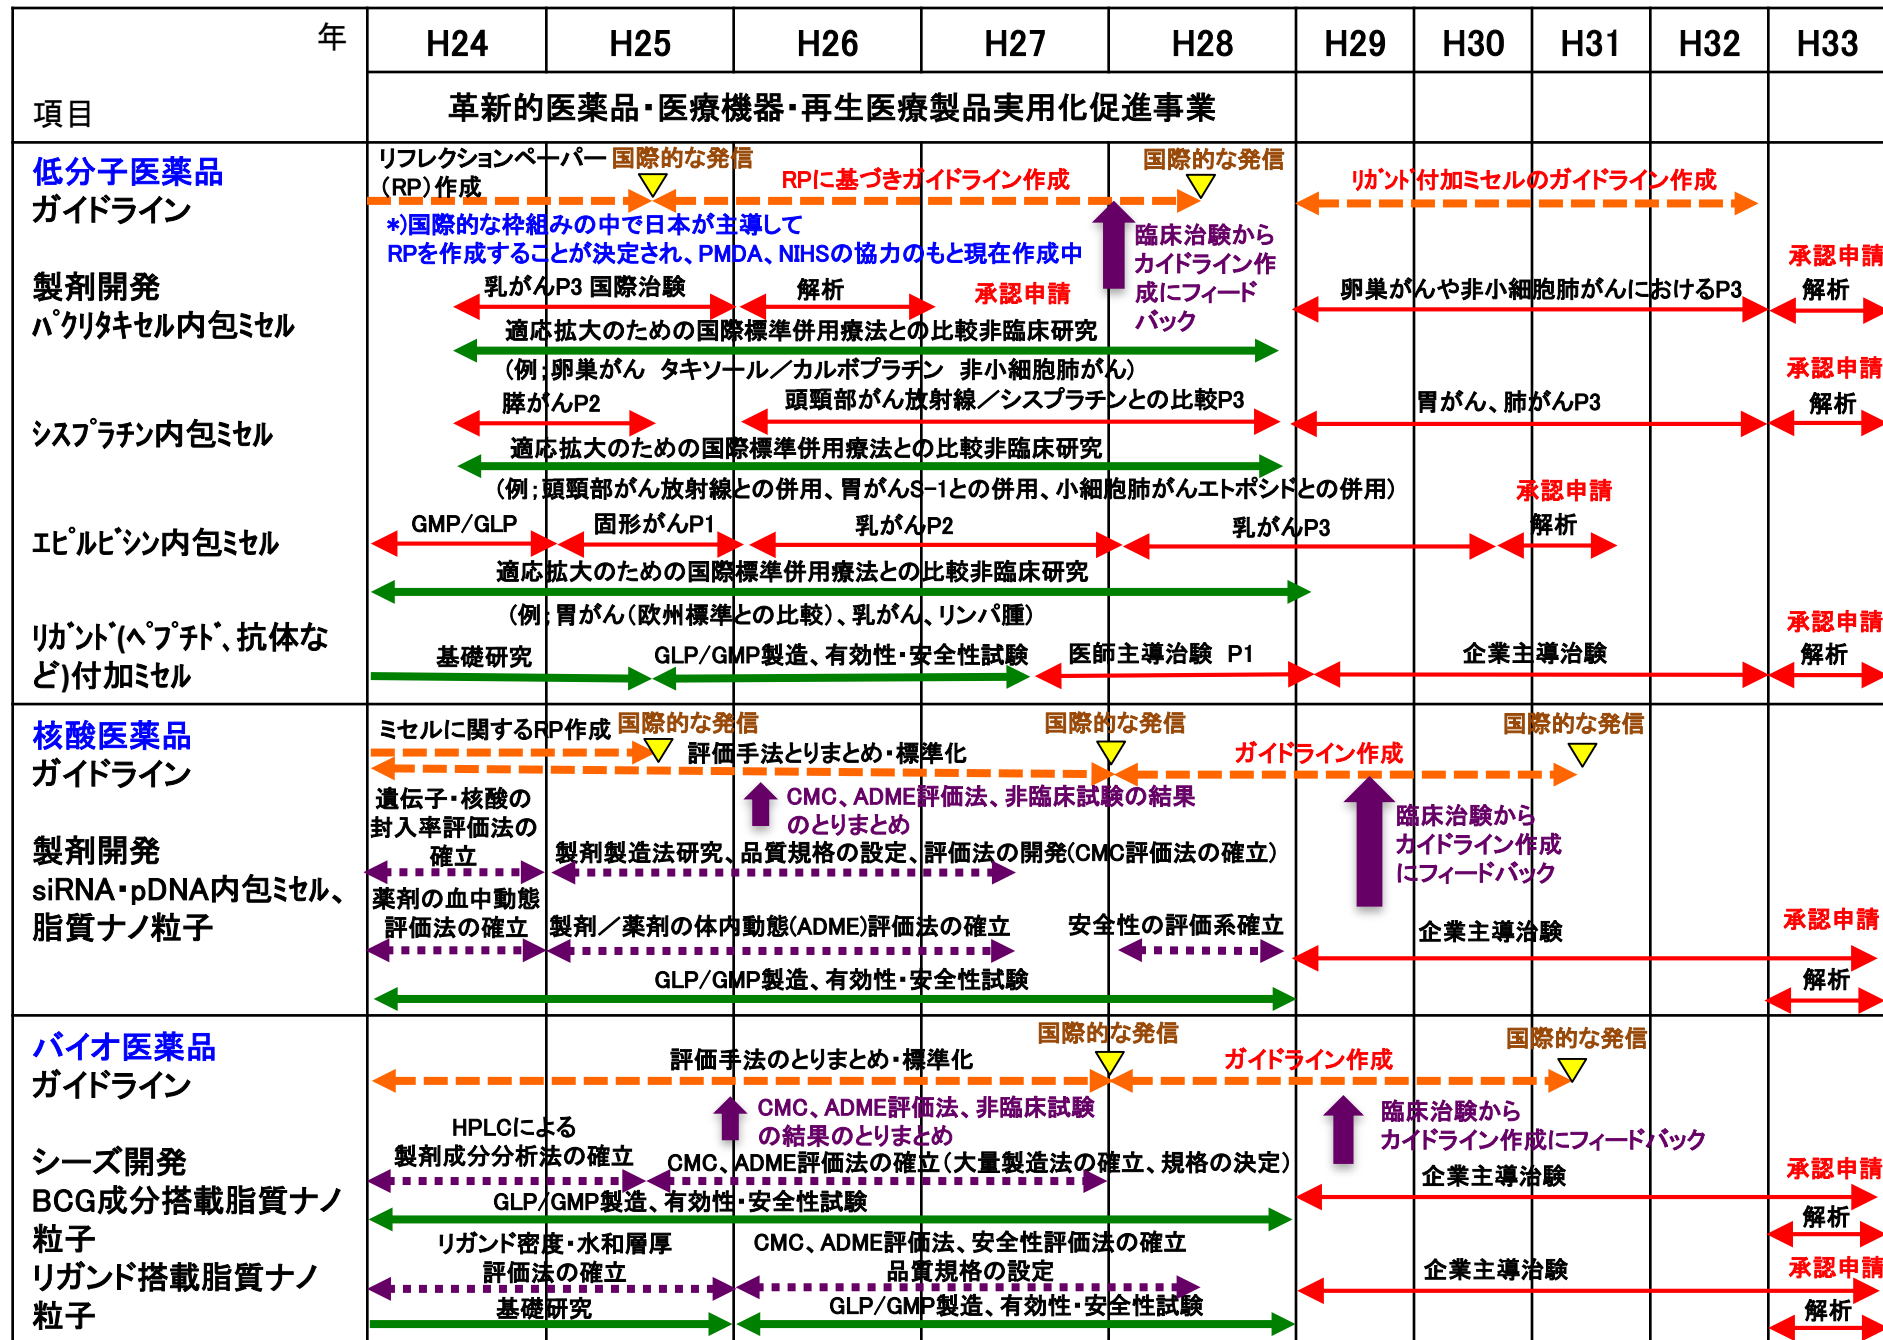 年
H24 H25 H26 H27 H28 H29 H30 H31 H32 H33
項目
革新的医薬品・医療機器・再生医療製品実用化促進事業
低分子医薬品
ガイドライン
リフレクションペーパー
（RP）作成
国際的な発信
RPに基づきガイドライン作成
国際的な発信
リガンド付加ミセルのガイドライン作成
*)国際的な枠組みの中で日本が主導して
RPを作成することが決定され、PMDA、NIHSの協力のもと現在作成中
臨床治験から
カイドライン作
成にフィード
バック
製剤開発
パクリタキセル内包ミセル
乳がんP3 国際治験
解析
承認申請
卵巣がんや非小細胞肺がんにおけるP3
承認申請
解析
適応拡大のための国際標準併用療法との比較非臨床研究
(例；卵巣がん タキソール／カルボプラチン 非小細胞肺がん)
シスプラチン内包ミセル
膵がんP2
頭頸部がん放射線／シスプラチンとの比較P3
胃がん、肺がんP3
承認申請
解析
適応拡大のための国際標準併用療法との比較非臨床研究
(例；頭頸部がん放射線との併用、胃がんS-1との併用、小細胞肺がんエトポシドとの併用)
エピルビシン内包ミセル
GMP/GLP
固形がんP1
乳がんP2
乳がんP3
承認申請
解析
適応拡大のための国際標準併用療法との比較非臨床研究
(例；胃がん(欧州標準との比較)、乳がん、リンパ腫)
リガンド(ペプチド、抗体な
ど)付加ミセル
基礎研究
GLP/GMP製造、有効性・安全性試験
医師主導治験 P1
企業主導治験
承認申請
解析
核酸医薬品
ガイドライン
ミセルに関するRP作成
国際的な発信
評価手法とりまとめ・標準化
国際的な発信
ガイドライン作成
国際的な発信
CMC、ADME評価法、非臨床試験の結果
のとりまとめ
臨床治験から
カイドライン作成
にフィードバック
製剤開発
siRNA・pDNA内包ミセル、
脂質ナノ粒子
遺伝子・核酸の
封入率評価法の
確立
製剤製造法研究、品質規格の設定、評価法の開発(CMC評価法の確立)
薬剤の血中動態
評価法の確立
製剤／薬剤の体内動態(ADME)評価法の確立
安全性の評価系確立
企業主導治験
承認申請
GLP/GMP製造、有効性・安全性試験
解析
バイオ医薬品
ガイドライン
評価手法のとりまとめ・標準化
国際的な発信
ガイドライン作成
国際的な発信
CMC、ADME評価法、非臨床試験
の結果のとりまとめ
臨床治験から
カイドライン作成にフィードバック
シーズ開発
BCG成分搭載脂質ナノ
粒子
HPLCによる
製剤成分分析法の確立
CMC、ADME評価法の確立(大量製造法の確立、規格の決定)
企業主導治験
承認申請
GLP/GMP製造、有効性・安全性試験
解析
リガンド搭載脂質ナノ
粒子
リガンド密度・水和層厚
評価法の確立
CMC、ADME評価法、安全性評価法の確立
品質規格の設定
企業主導治験
承認申請
基礎研究
GLP/GMP製造、有効性・安全性試験
解析